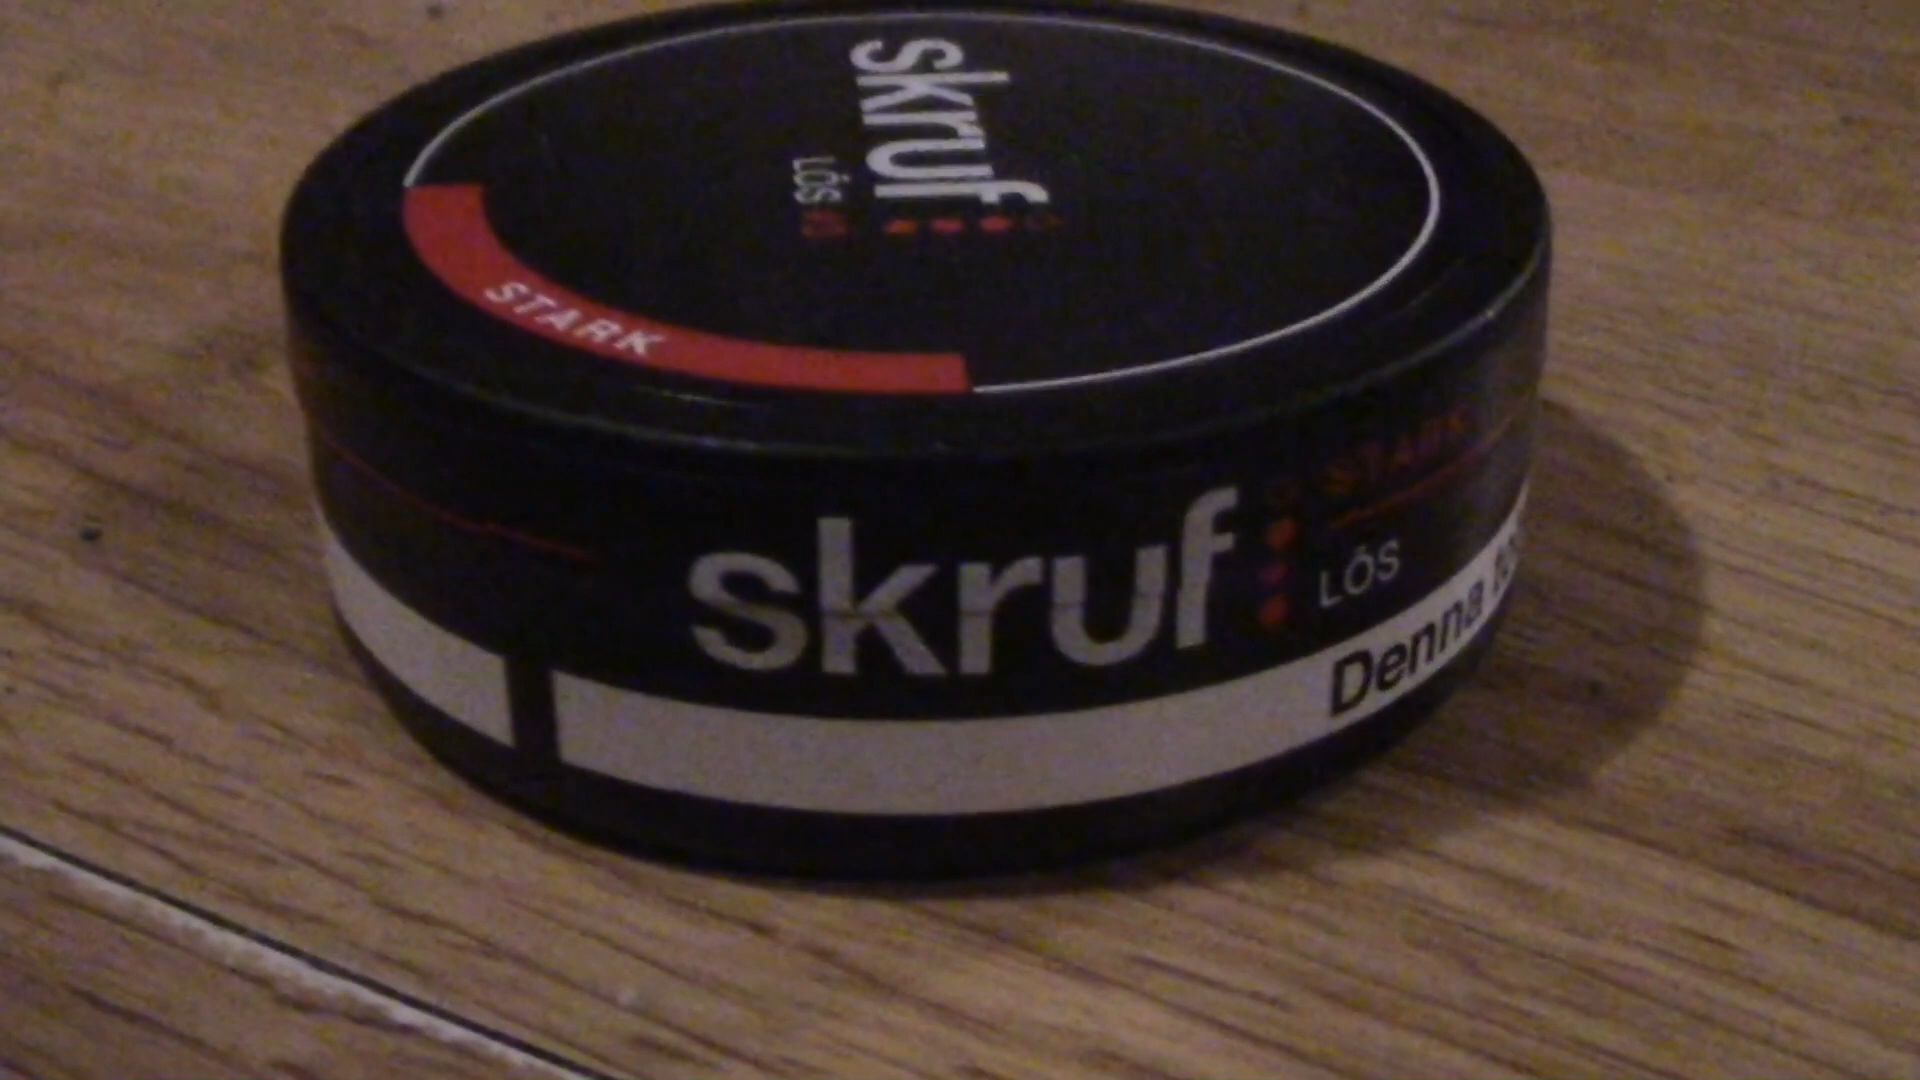 skruf
LÖS
STARK
skruf
STARK
LÖS
Denna